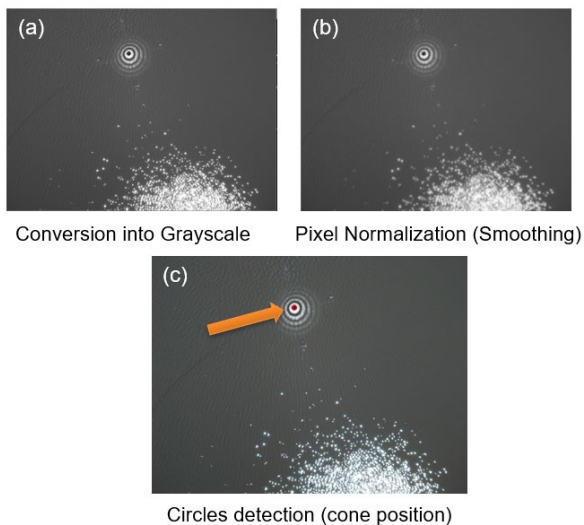 (a)
(b)
Conversion into Grayscale
Pixel Normalization (Smoothing)
(c)
Circles detection (cone position)